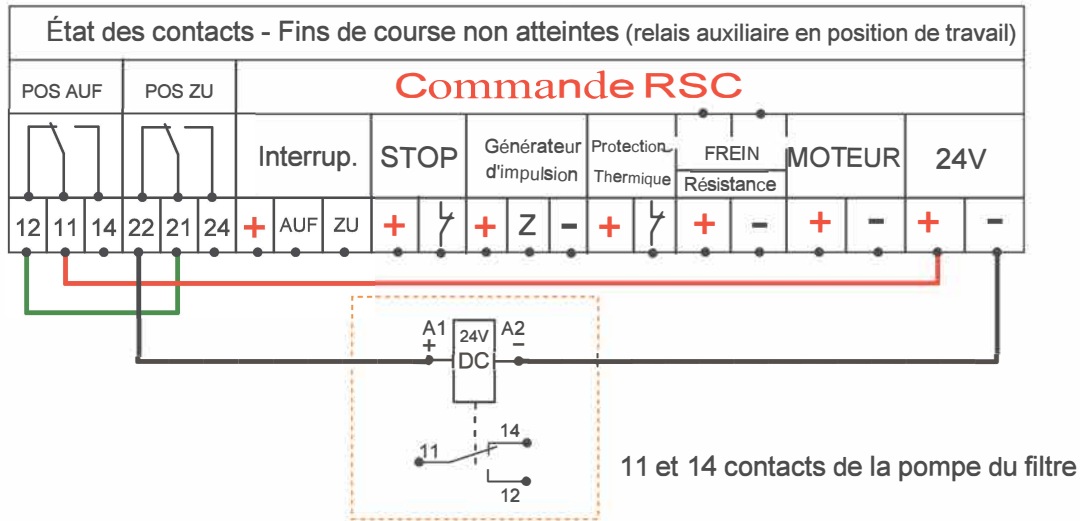 État des contacts - Fins de course non atteintes (relais auxiliaire en position de travail)
POS AUF POS ZU Commande RSC
Interrup. STOP Générateur d'impulsion Protection Thermique FREIN Résistance MOTEUR 24V
12 11 14 22 21 24 + AUF ZU + + Z - + + - + - + -
A1 + 24V DC A2 -
14
11
12
11 et 14 contacts de la pompe du filtre